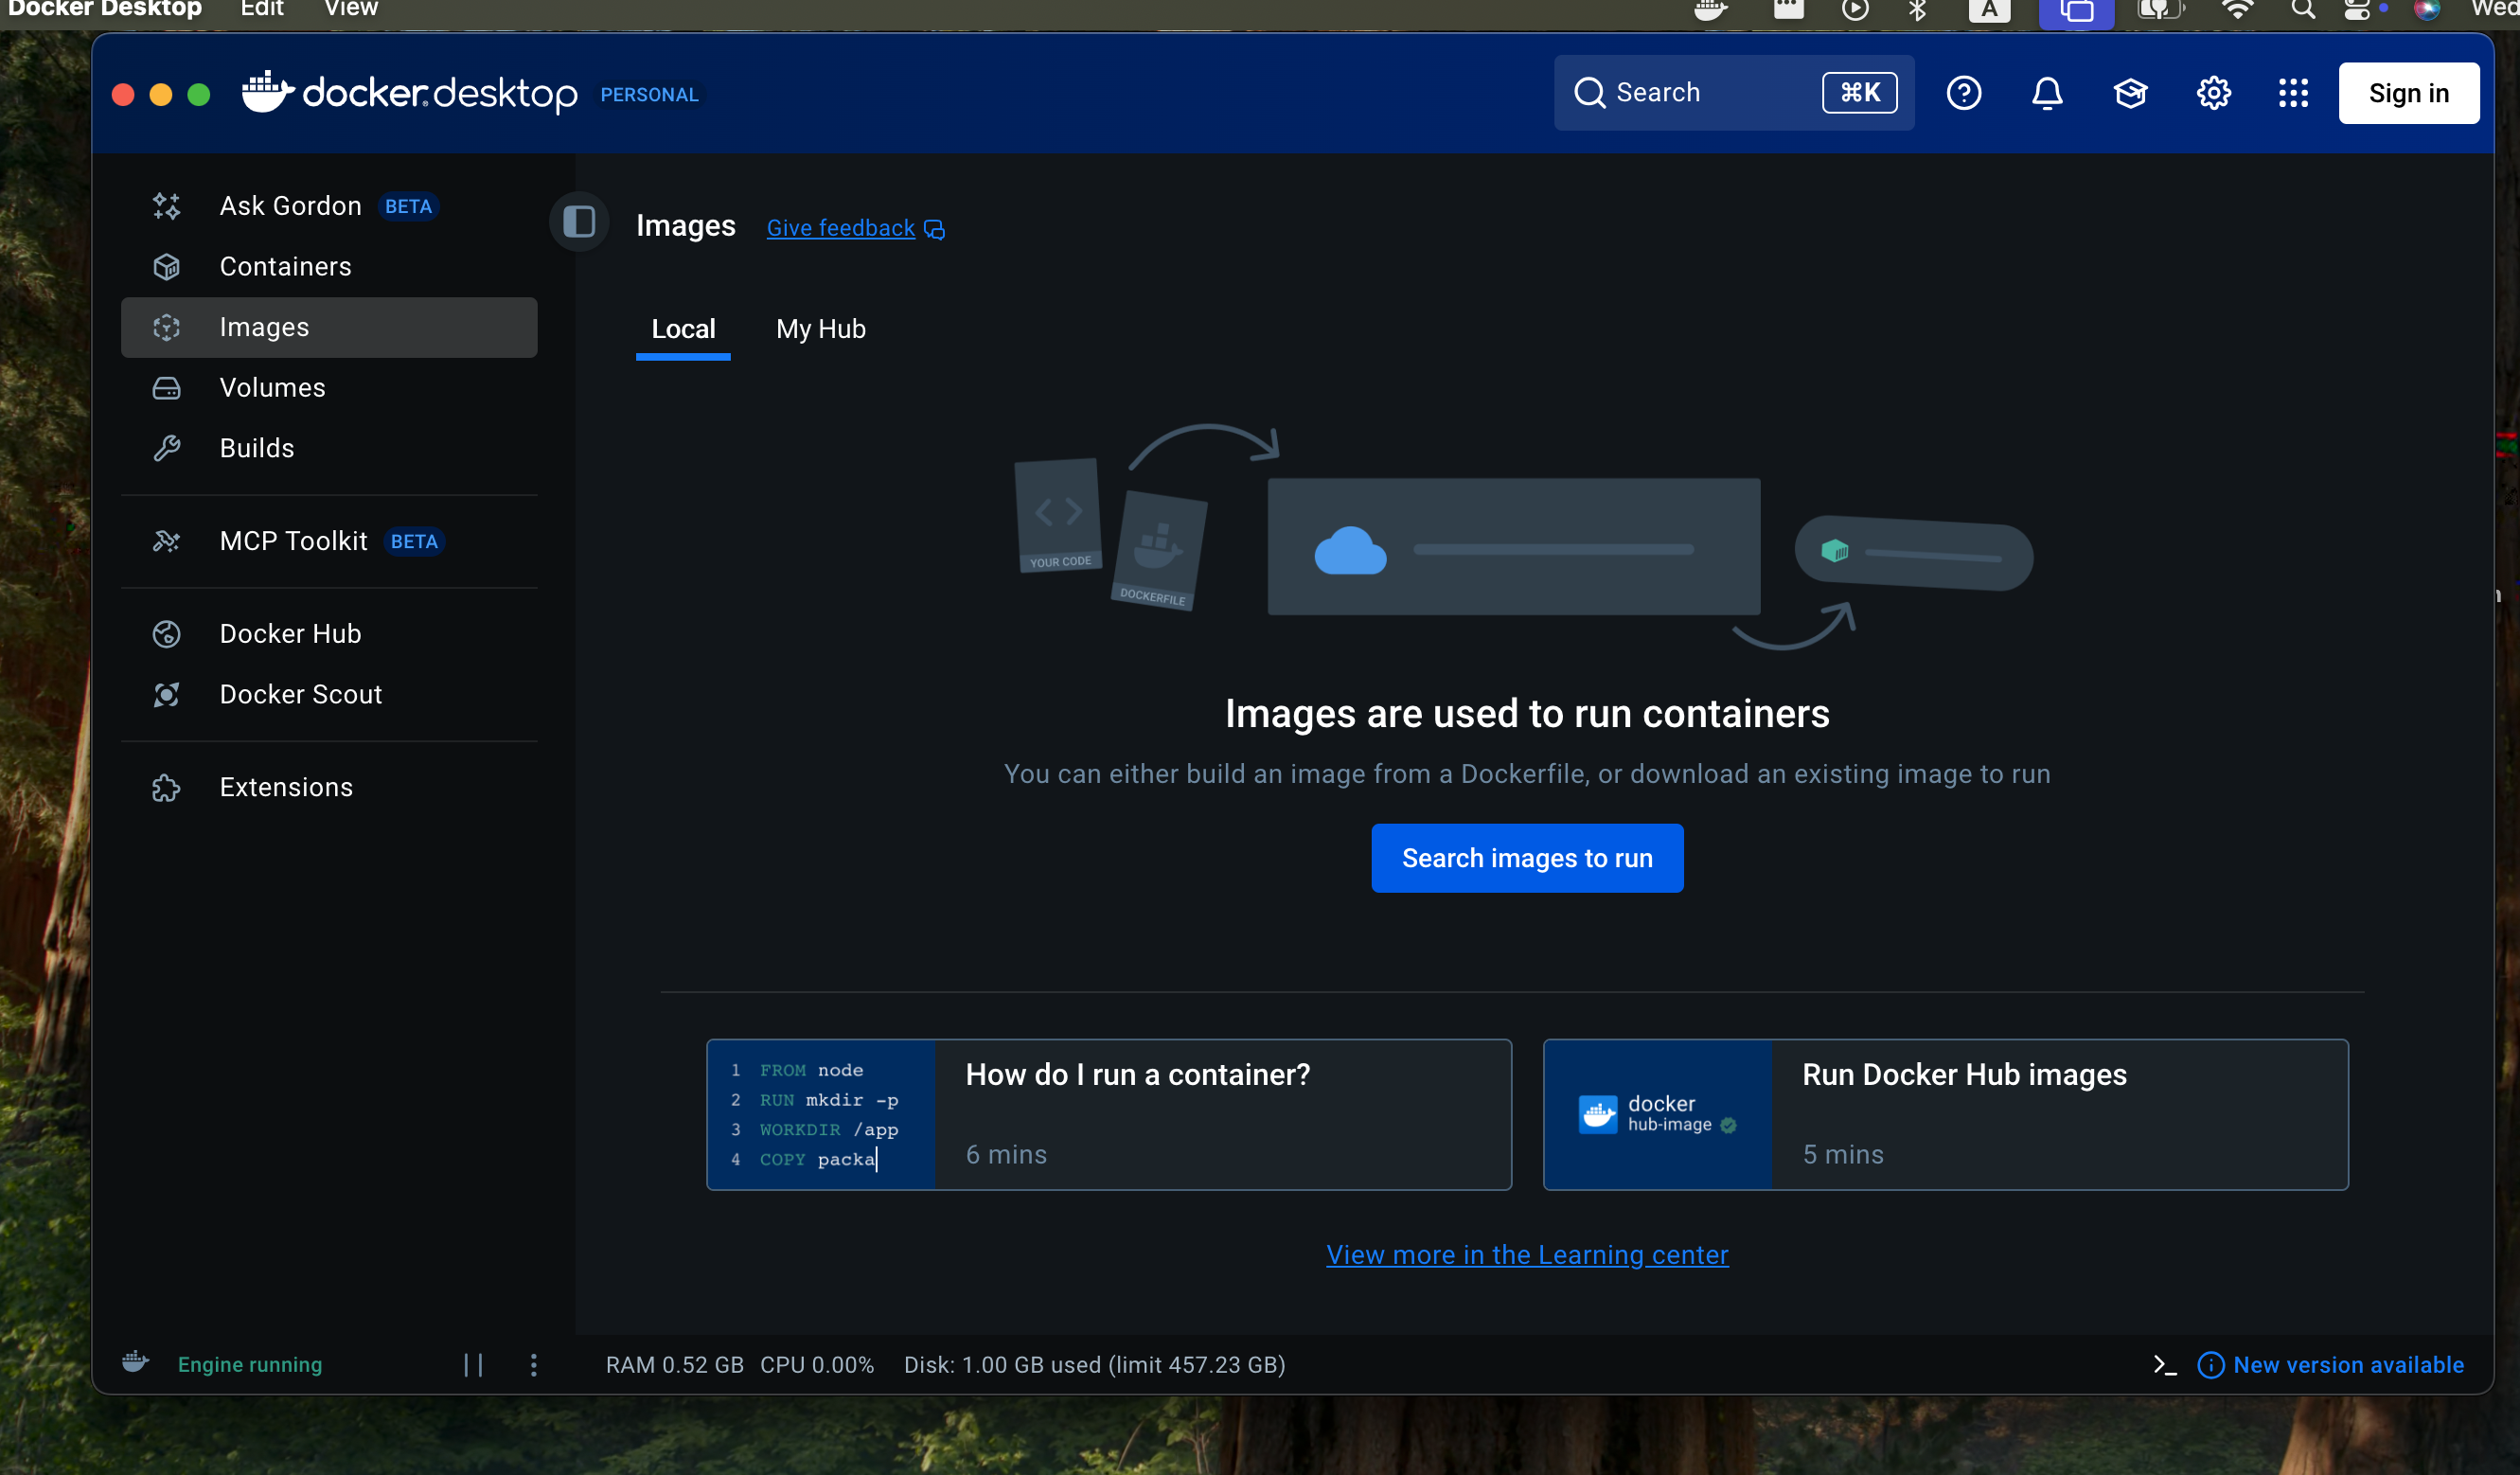 Docker Desktop Edit View A Wed
docker desktop PERSONAL Search ⌘K Sign in
Ask Gordon BETA
Containers
Images
Volumes
Builds
MCP Toolkit BETA
Docker Hub
Docker Scout
Extensions
Images Give feedback
Local My Hub
YOUR CODE
DOCKERFILE
Images are used to run containers
You can either build an image from a Dockerfile, or download an existing image to run
Search images to run
1 FROM node
2 RUN mkdir -p
3 WORKDIR /app
4 COPY packa
How do I run a container?
6 mins
docker
hub-image
Run Docker Hub images
5 mins
View more in the Learning center
Engine running RAM 0.52 GB CPU 0.00% Disk: 1.00 GB used (limit 457.23 GB) >_ New version available